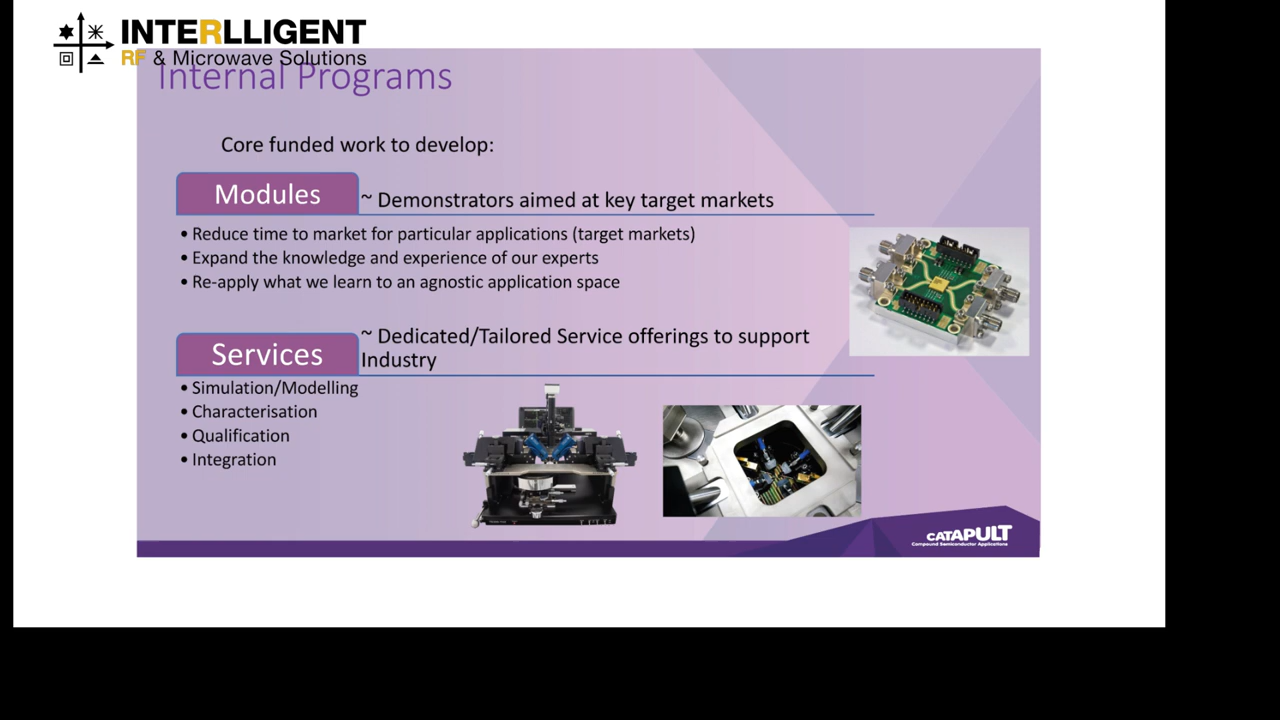 INTERLLIGENT
RF & Microwave Solutions
Internal Programs
Core funded work to develop:
Modules
~ Demonstrators aimed at key target markets
• Reduce time to market for particular applications (target markets)
• Expand the knowledge and experience of our experts
• Re-apply what we learn to an agnostic application space
Services
~ Dedicated/Tailored Service offerings to support
Industry
• Simulation/Modelling
• Characterisation
• Qualification
• Integration
CATAPULT
Compound Semiconductor Applications